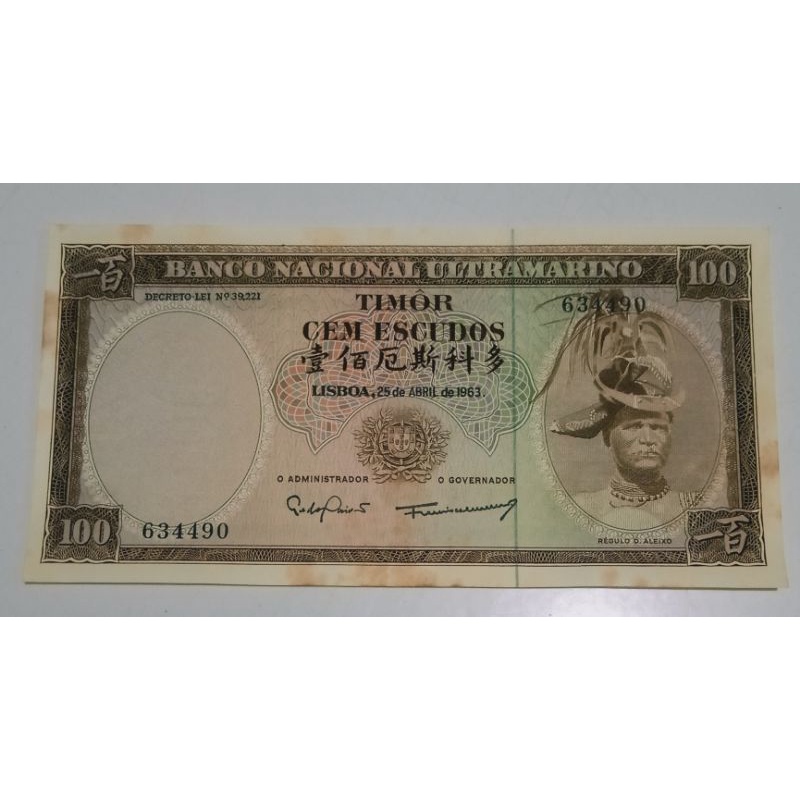 一百 BANCO NACIONAL ULTRAMARINO 100
DECRETO-LEI Nº 39,221
TIMÔR
634490
CEM ESCUDOS
壹佰厄斯科多
LISBOA, 25 de ABRIL de 1963.
O ADMINISTRADOR O GOVERNADOR
100 634490
RÉGULO D. ALEIXO
一百